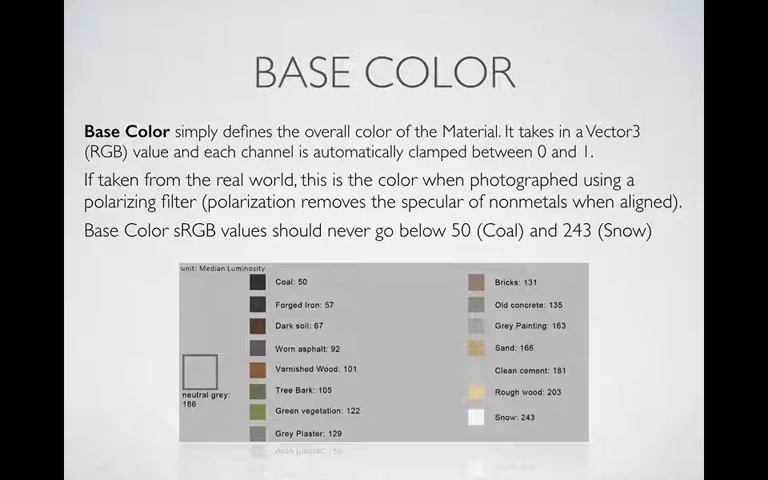 BASE COLOR
Base Color simply defines the overall color of the Material. It takes in a Vector3
(RGB) value and each channel is automatically clamped between 0 and 1.
If taken from the real world, this is the color when photographed using a
polarizing filter (polarization removes the specular of nonmetals when aligned).
Base Color sRGB values should never go below 50 (Coal) and 243 (Snow)
unit: Median Luminosity
neutral grey:
186
Coal: 50
Forged Iron: 57
Dark soil: 67
Worn asphalt: 92
Varnished Wood: 101
Tree Bark: 105
Green vegetation: 122
Grey Plaster: 129
Bricks: 131
Old concrete: 135
Grey Painting: 163
Sand: 166
Clean cement: 181
Rough wood: 203
Snow: 243